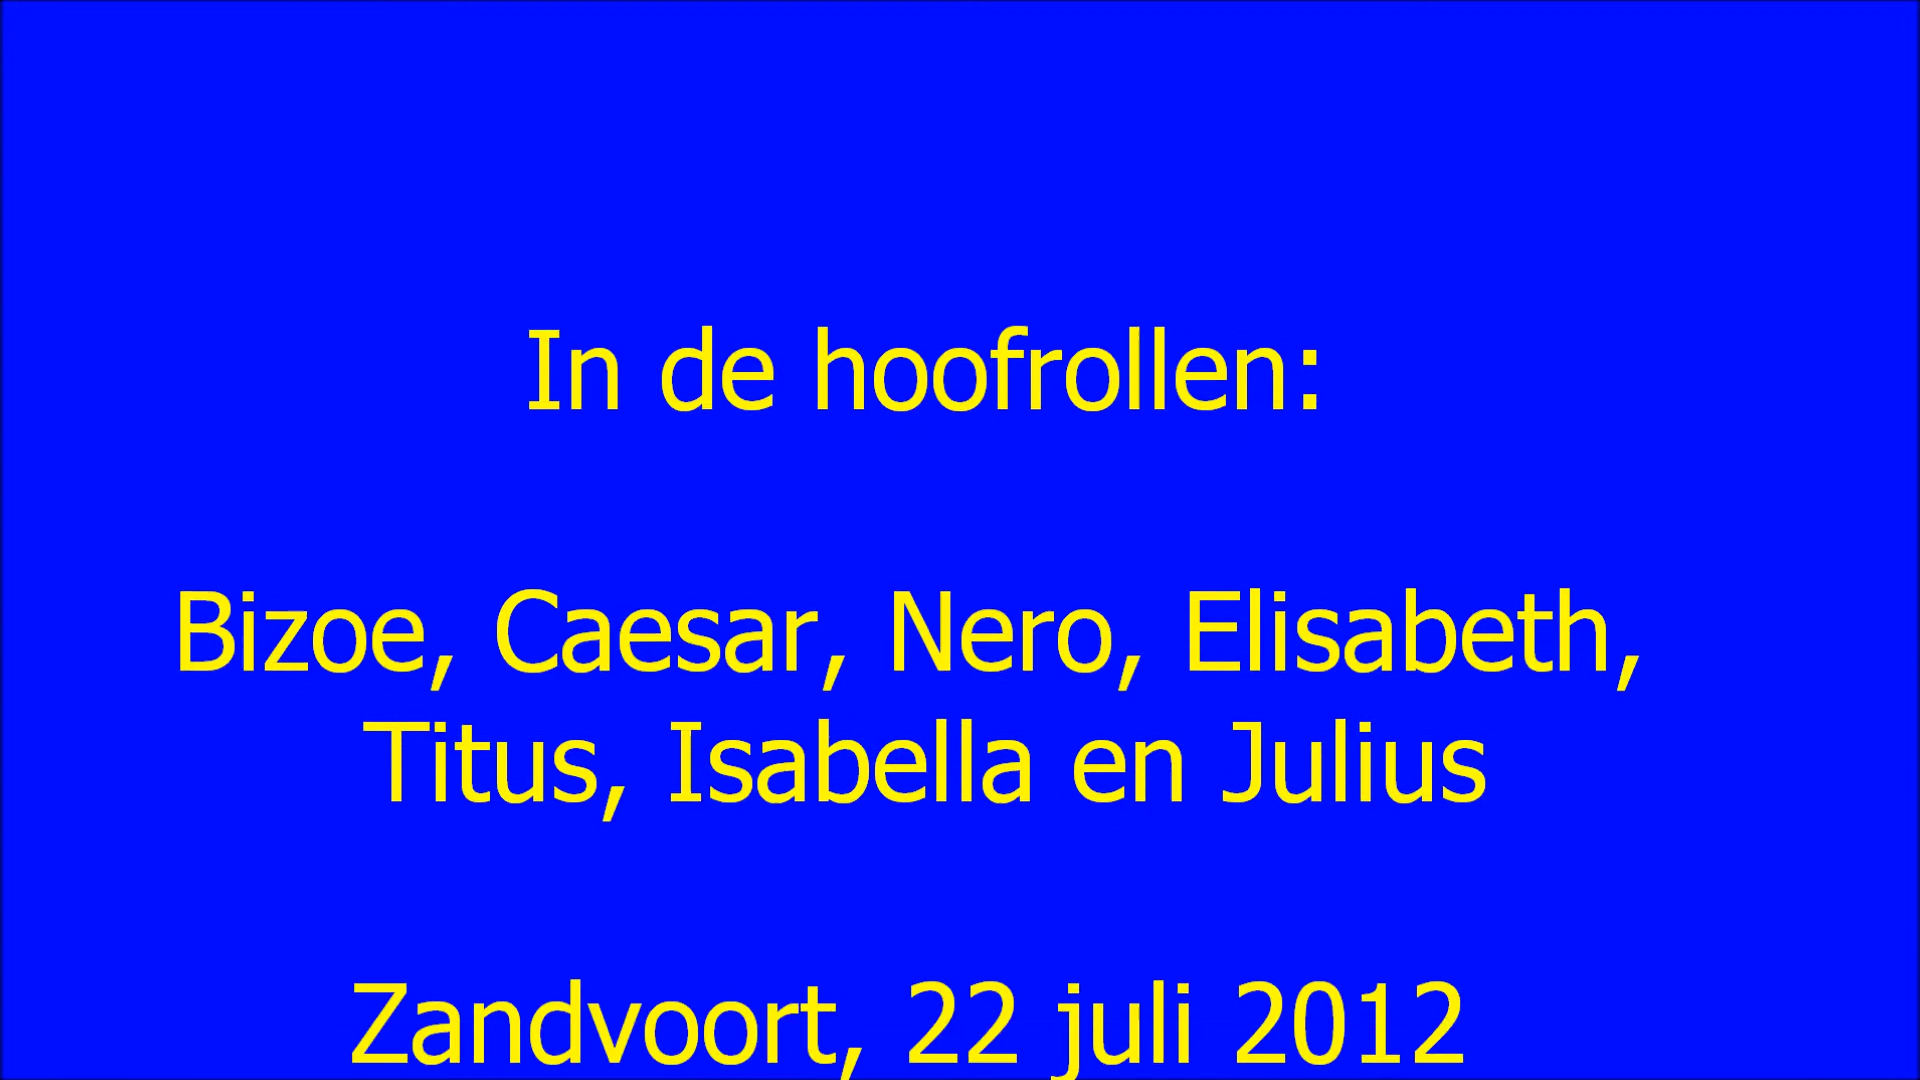 In de hoofrollen:
Bizoe, Caesar, Nero, Elisabeth,
Titus, Isabella en Julius
Zandvoort, 22 juli 2012